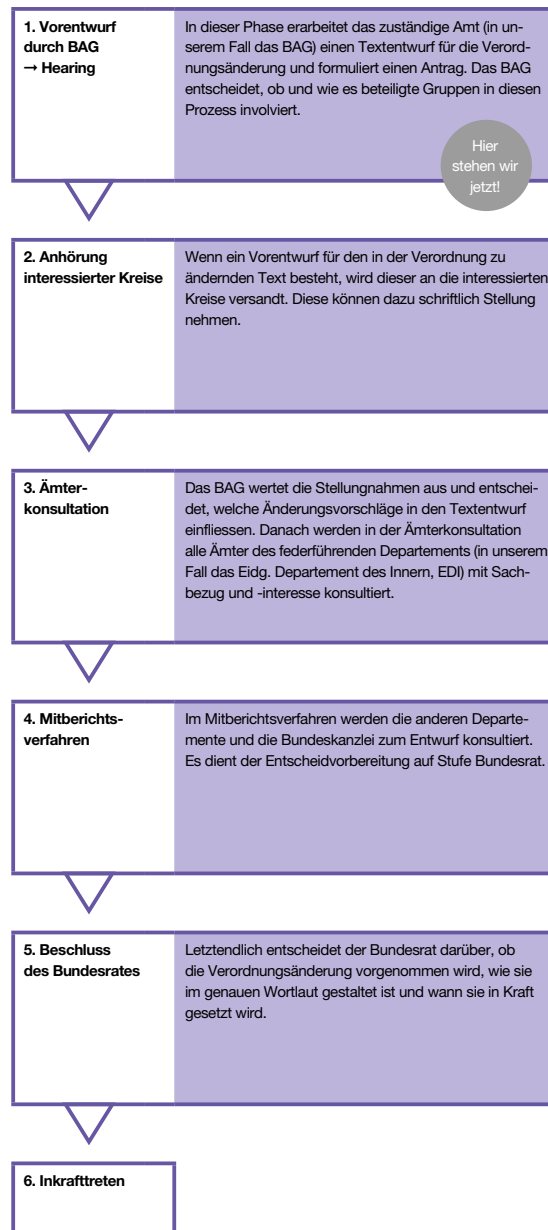 1. Vorentwurf
durch BAG
→ Hearing
In dieser Phase erarbeitet das zuständige Amt (in un-
serem Fall das BAG) einen Textentwurf für die Verord-
nungsänderung und formuliert einen Antrag. Das BAG
entscheidet, ob und wie es beteiligte Gruppen in diesen
Prozess involviert.
Hier
stehen wir
jetzt!
2. Anhörung
interessierter Kreise
Wenn ein Vorentwurf für den in der Verordnung zu
ändernden Text besteht, wird dieser an die interessierten
Kreise versandt. Diese können dazu schriftlich Stellung
nehmen.
3. Ämter-
konsultation
Das BAG wertet die Stellungnahmen aus und entschei-
det, welche Änderungsvorschläge in den Textentwurf
einfliessen. Danach werden in der Ämterkonsultation
alle Ämter des federführenden Departements (in unserem
Fall das Eidg. Departement des Innern, EDI) mit Sach-
bezug und -interesse konsultiert.
4. Mitberichts-
verfahren
Im Mitberichtsverfahren werden die anderen Departe-
mente und die Bundeskanzlei zum Entwurf konsultiert.
Es dient der Entscheidvorbereitung auf Stufe Bundesrat.
5. Beschluss
des Bundesrates
Letztendlich entscheidet der Bundesrat darüber, ob
die Verordnungsänderung vorgenommen wird, wie sie
im genauen Wortlaut gestaltet ist und wann sie in Kraft
gesetzt wird.
6. Inkrafttreten